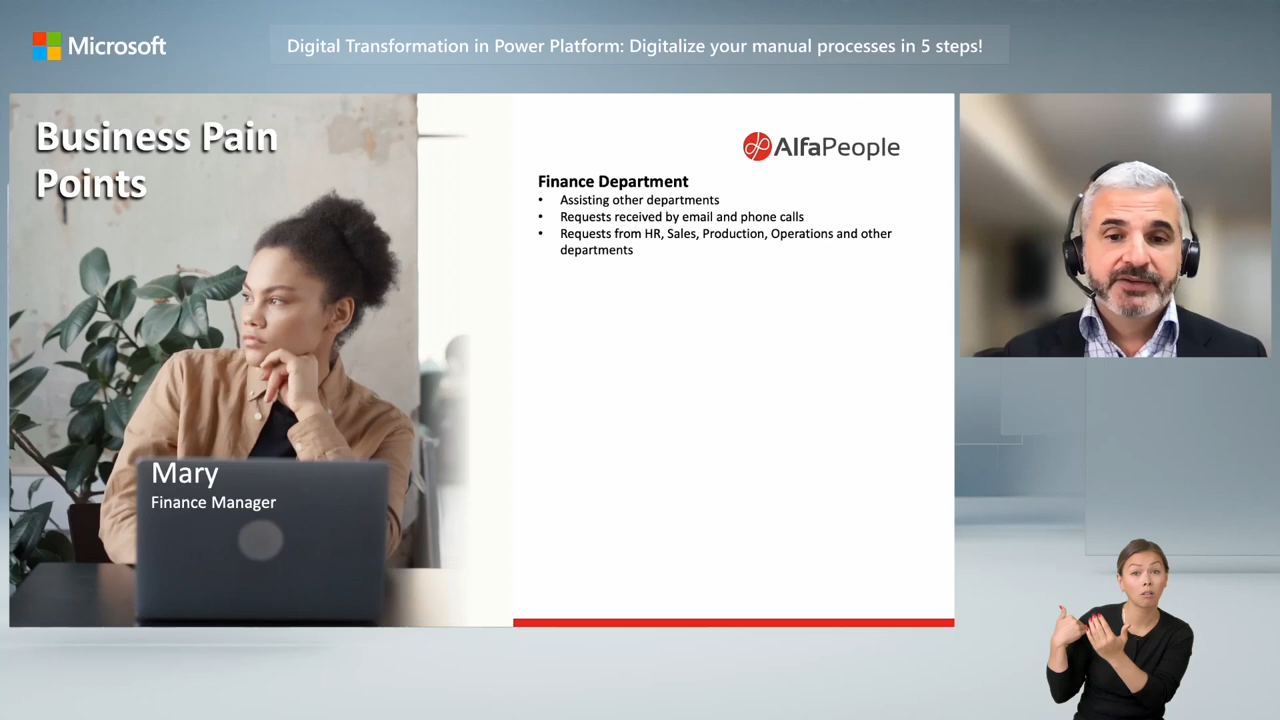 Microsoft
Digital Transformation in Power Platform: Digitalize your manual processes in 5 steps!
Business Pain
Points
Mary
Finance Manager
AlfaPeople
Finance Department
• Assisting other departments
• Requests received by email and phone calls
• Requests from HR, Sales, Production, Operations and other
departments